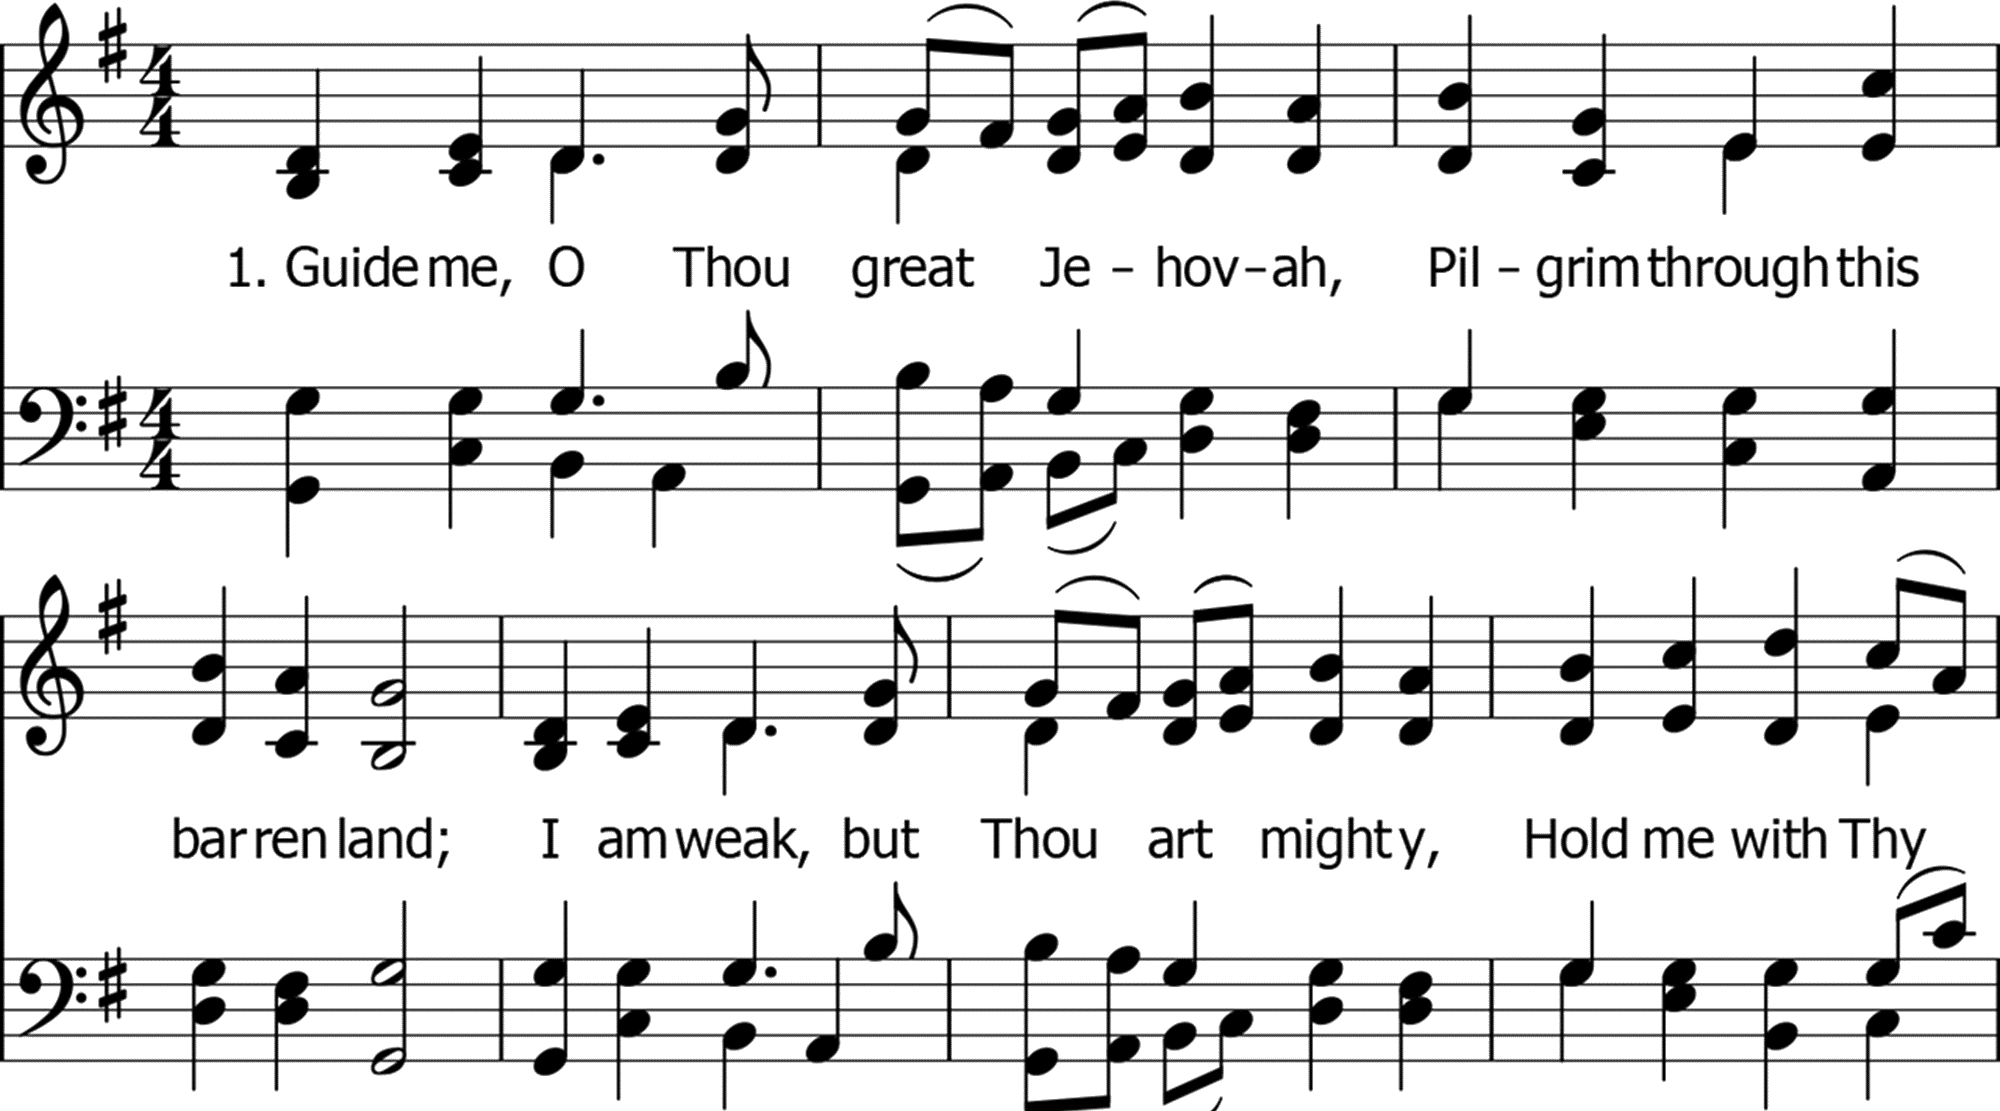 1. Guide me, O Thou great Je - hov-ah, Pil - grim through this
bar ren land; I am weak, but Thou art might y, Hold me with Thy